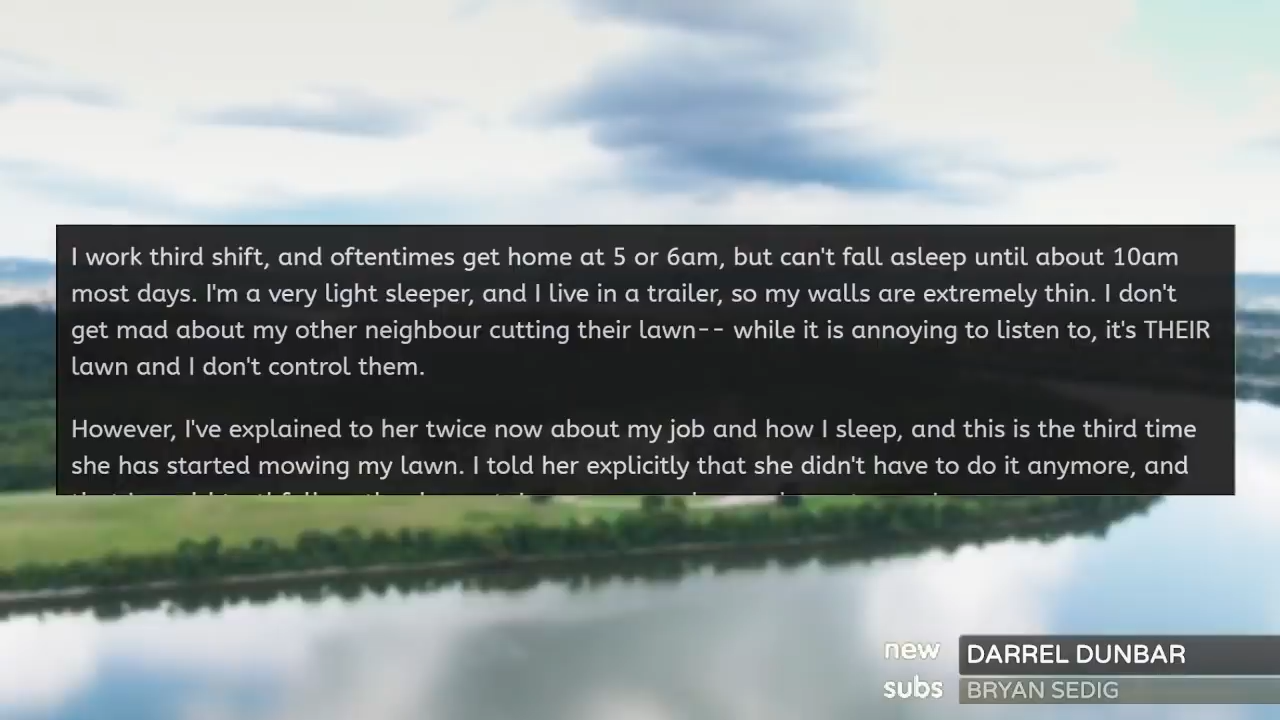 I work third shift, and oftentimes get home at 5 or 6am, but can't fall asleep until about 10am
most days. I'm a very light sleeper, and I live in a trailer, so my walls are extremely thin. I don't
get mad about my other neighbour cutting their lawn-- while it is annoying to listen to, it's THEIR
lawn and I don't control them.
However, I've explained to her twice now about my job and how I sleep, and this is the third time
she has started mowing my lawn. I told her explicitly that she didn't have to do it anymore, and
new DARREL DUNBAR
subs BRYAN SEDIG